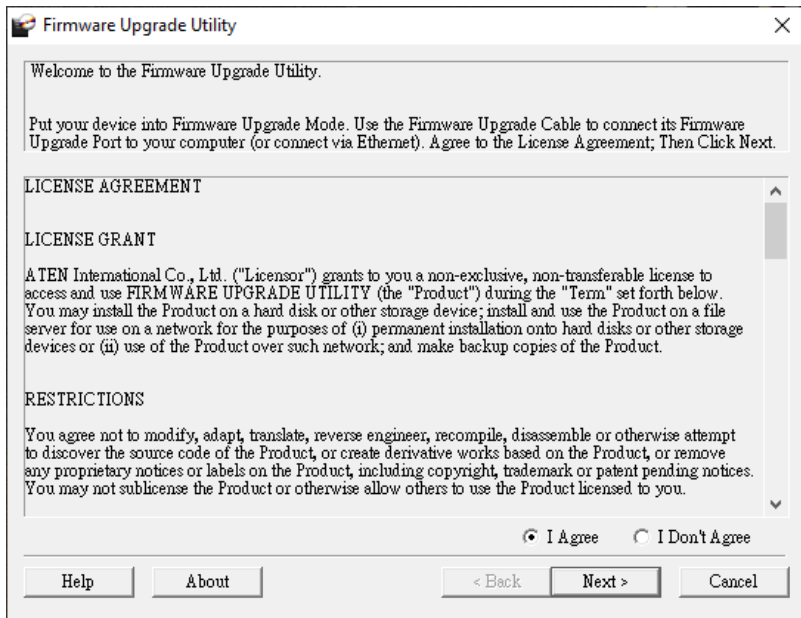 Firmware Upgrade Utility
Welcome to the Firmware Upgrade Utility.
Put your device into Firmware Upgrade Mode. Use the Firmware Upgrade Cable to connect its Firmware
Upgrade Port to your computer (or connect via Ethernet). Agree to the License Agreement; Then Click Next.
LICENSE AGREEMENT
LICENSE GRANT
ATEN International Co., Ltd. ("Licensor") grants to you a non-exclusive, non-transferable license to
access and use FIRMWARE UPGRADE UTILITY (the "Product") during the "Term" set forth below.
You may install the Product on a hard disk or other storage device; install and use the Product on a file
server for use on a network for the purposes of (i) permanent installation onto hard disks or other storage
devices or (ii) use of the Product over such network; and make backup copies of the Product.
RESTRICTIONS
You agree not to modify, adapt, translate, reverse engineer, recompile, disassemble or otherwise attempt
to discover the source code of the Product, or create derivative works based on the Product, or remove
any proprietary notices or labels on the Product, including copyright, trademark or patent pending notices.
You may not sublicense the Product or otherwise allow others to use the Product licensed to you.
I Agree I Don't Agree
Help About < Back Next > Cancel